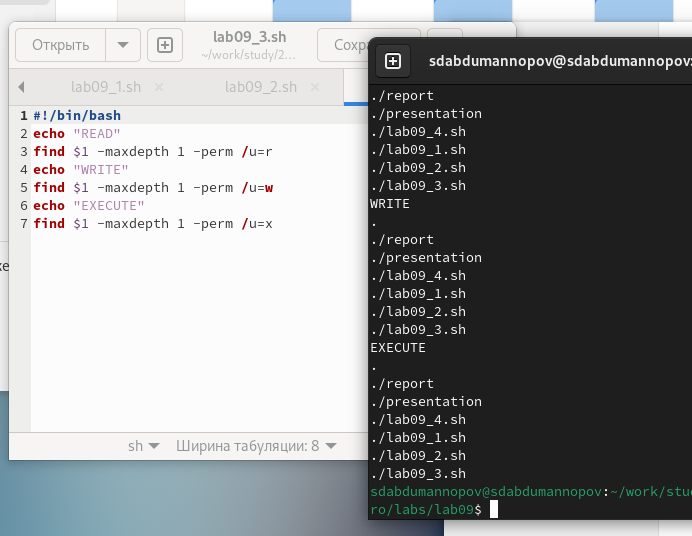 Открыть
lab09_3.sh
~/work/study/2...
lab09_1.sh ×
lab09_2.sh ×
1 #!/bin/bash
2 echo "READ"
3 find $1 -maxdepth 1 -perm /u=r
4 echo "WRITE"
5 find $1 -maxdepth 1 -perm /u=w
6 echo "EXECUTE"
7 find $1 -maxdepth 1 -perm /u=x
sh
Ширина табуляции: 8
sdabdumannopov@sdabdumannopov:
./report
./presentation
./lab09_4.sh
./lab09_1.sh
./lab09_2.sh
./lab09_3.sh
WRITE
.
./report
./presentation
./lab09_4.sh
./lab09_1.sh
./lab09_2.sh
./lab09_3.sh
EXECUTE
.
./report
./presentation
./lab09_4.sh
./lab09_1.sh
./lab09_2.sh
./lab09_3.sh
sdabdumannopov@sdabdumannopov:~/work/stu
ro/labs/lab09$